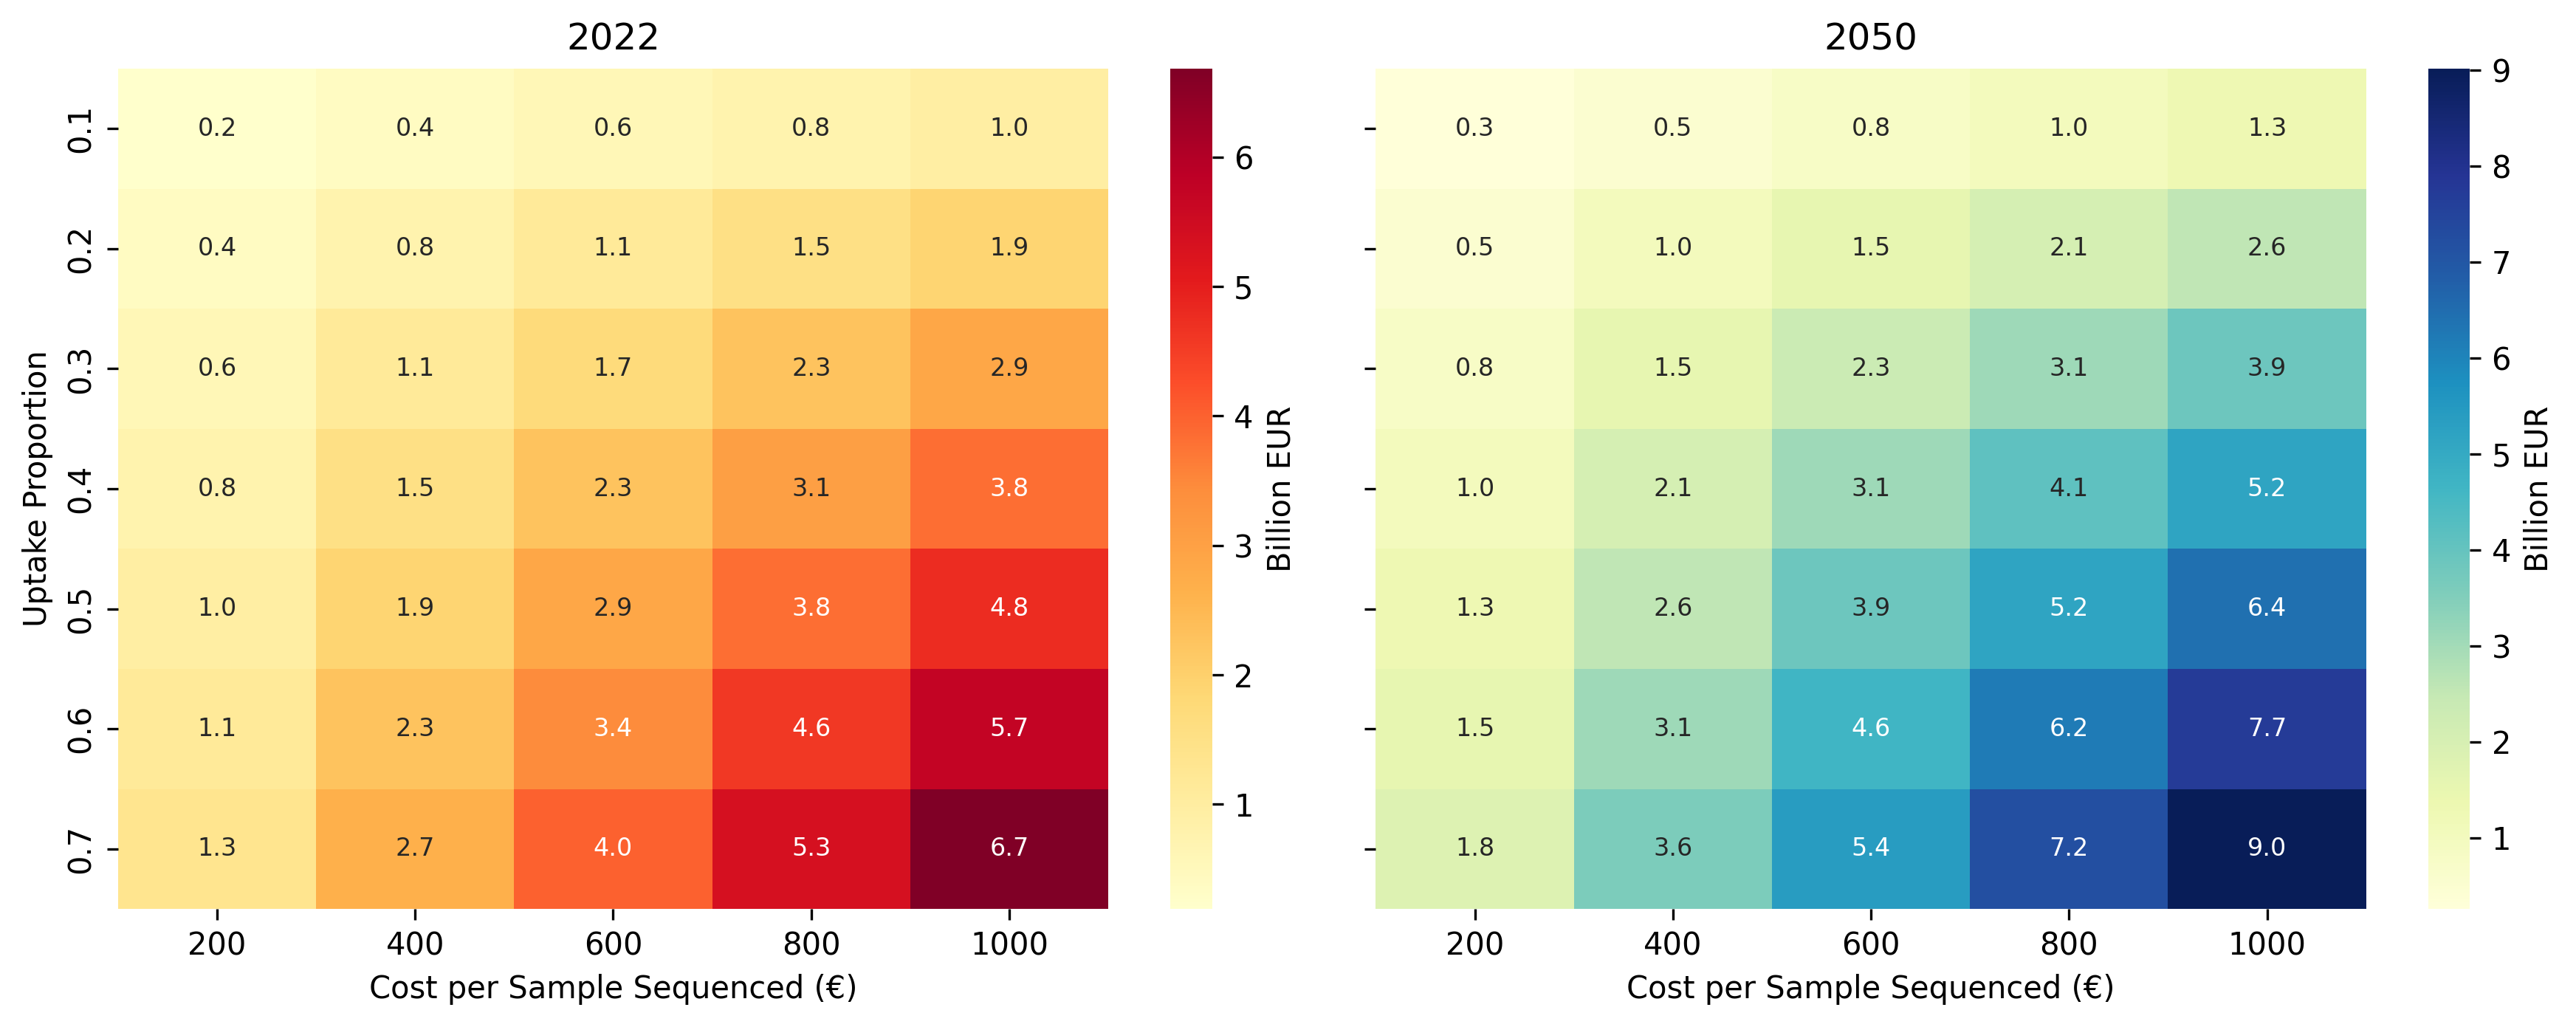 2022
Uptake Proportion
0.1 0.2 0.4 0.6 0.8 1.0
0.2 0.4 0.8 1.1 1.5 1.9
0.3 0.6 1.1 1.7 2.3 2.9
0.4 0.8 1.5 2.3 3.1 3.8
0.5 1.0 1.9 2.9 3.8 4.8
0.6 1.1 2.3 3.4 4.6 5.7
0.7 1.3 2.7 4.0 5.3 6.7
200 400 600 800 1000
Cost per Sample Sequenced (€)
6
5
4
3
2
1
Billion EUR
2050
0.3 0.5 0.8 1.0 1.3
0.5 1.0 1.5 2.1 2.6
0.8 1.5 2.3 3.1 3.9
1.0 2.1 3.1 4.1 5.2
1.3 2.6 3.9 5.2 6.4
1.5 3.1 4.6 6.2 7.7
1.8 3.6 5.4 7.2 9.0
200 400 600 800 1000
Cost per Sample Sequenced (€)
9
8
7
6
5
4
3
2
1
Billion EUR